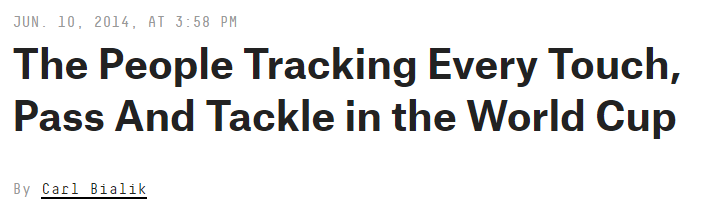 JUN. 10, 2014, AT 3:58 PM
The People Tracking Every Touch,
Pass And Tackle in the World Cup
By Carl Bialik